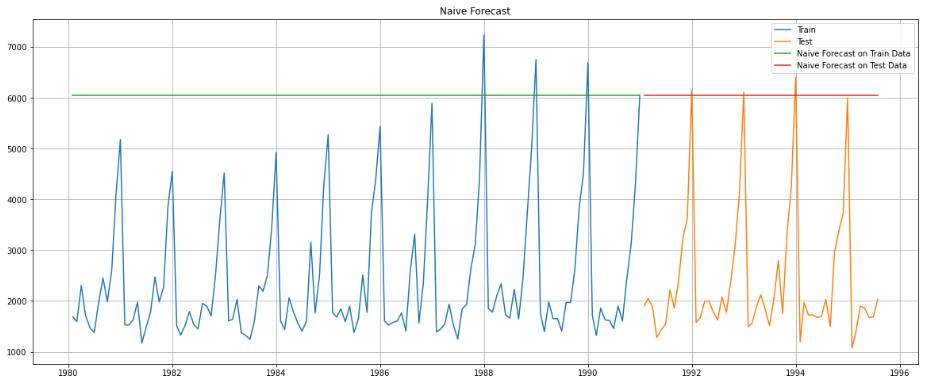 Naive Forecast
Train
Test
Naive Forecast on Train Data
Naive Forecast on Test Data
7000
6000
5000
4000
3000
2000
1000
1980 1982 1984 1986 1988 1990 1992 1994 1996